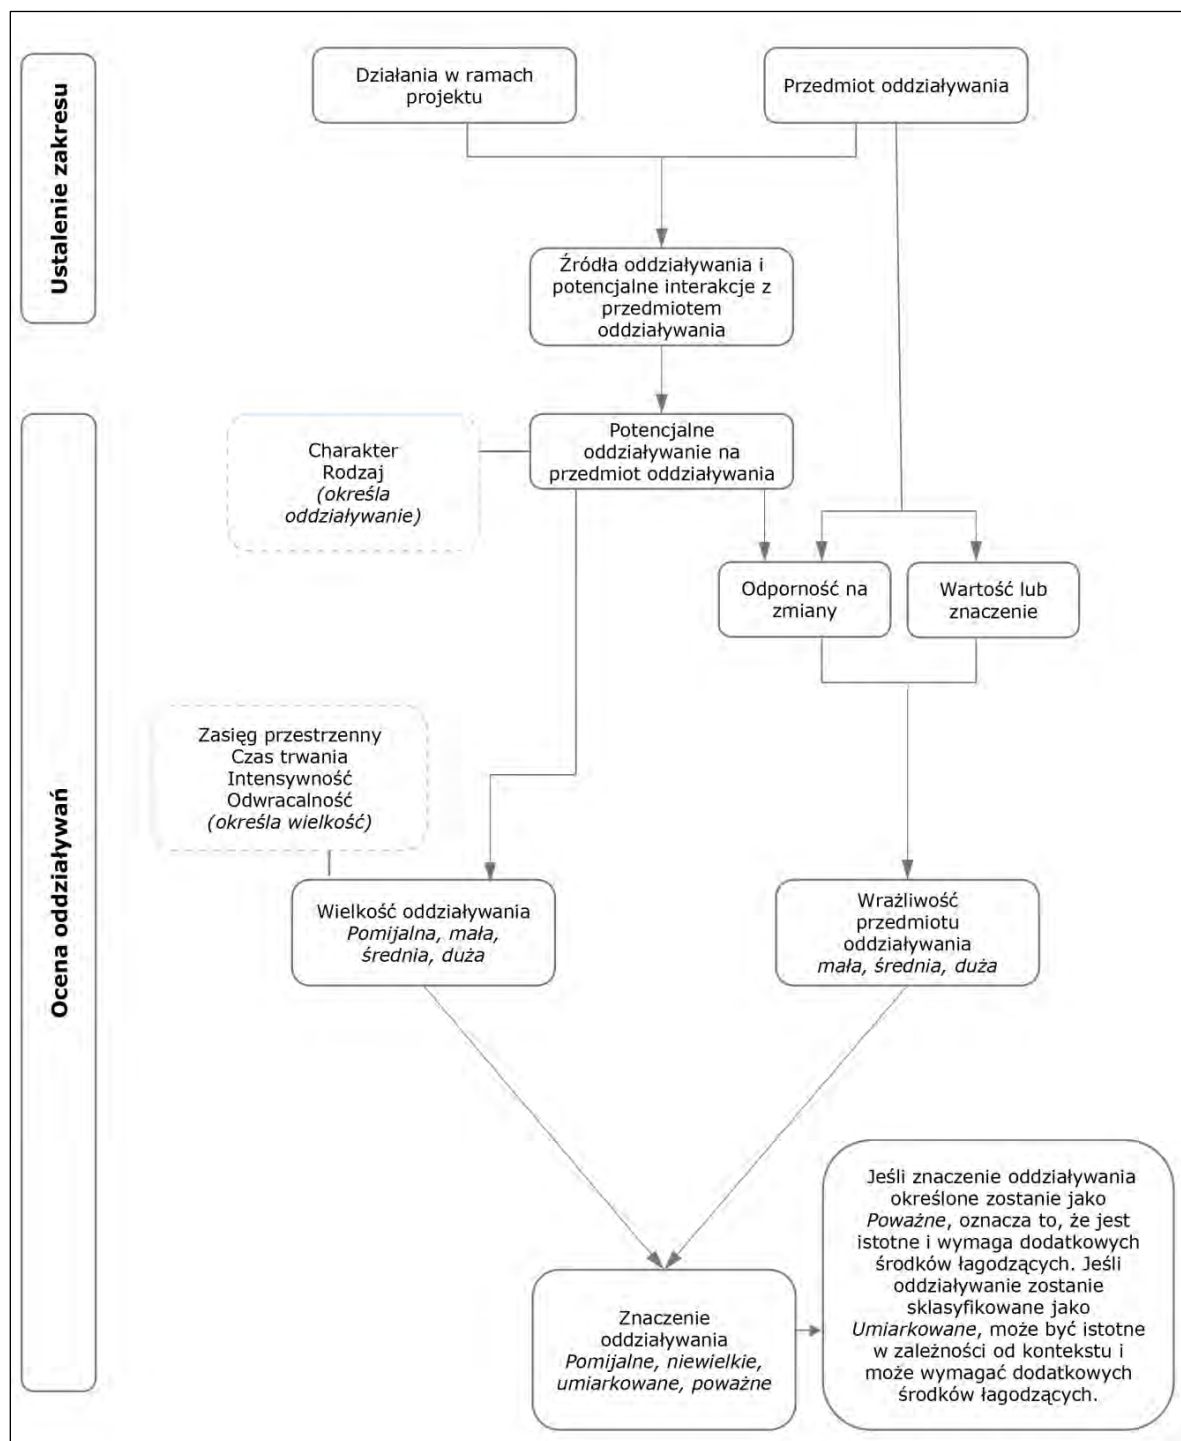 Ustalenie zakresu
Działania w ramach
projektu
Przedmiot oddziaływania
Źródła oddziaływania i
potencjalne interakcje z
przedmiotem
oddziaływania
Ocena oddziaływań
Charakter
Rodzaj
(określa
oddziaływanie)
Potencjalne
oddziaływanie na
przedmiot oddziaływania
Odporność na
zmiany
Wartość lub
znaczenie
Zasięg przestrzenny
Czas trwania
Intensywność
Odwracalność
(określa wielkość)
Wielkość oddziaływania
Pomijalna, mała,
średnia, duża
Wrażliwość
przedmiotu
oddziaływania
mała, średnia, duża
Znaczenie
oddziaływania
Pomijalne, niewielkie,
umiarkowane, poważne
Jeśli znaczenie oddziaływania
określone zostanie jako
Poważne, oznacza to, że jest
istotne i wymaga dodatkowych
środków łagodzących. Jeśli
oddziaływanie zostanie
sklasyfikowane jako
Umiarkowane, może być istotne
w zależności od kontekstu i
może wymagać dodatkowych
środków łagodzących.